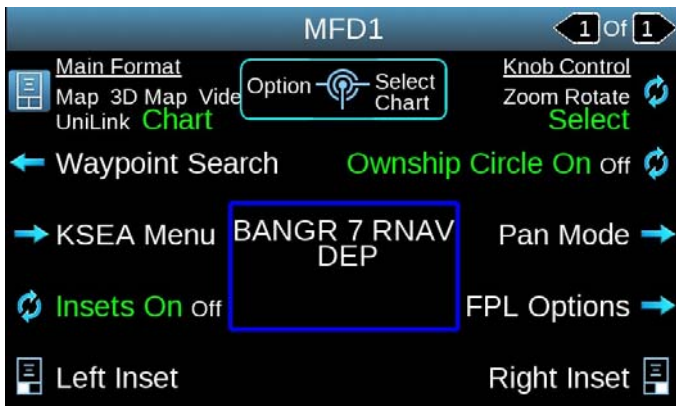 MFD1
1 Of 1
Main Format
Map 3D Map Vide
UniLink Chart
Option
Select
Chart
Knob Control
Zoom Rotate
Select
Waypoint Search
Ownship Circle On Off
KSEA Menu
BANGR 7 RNAV
DEP
Pan Mode
Insets On Off
FPL Options
Left Inset
Right Inset